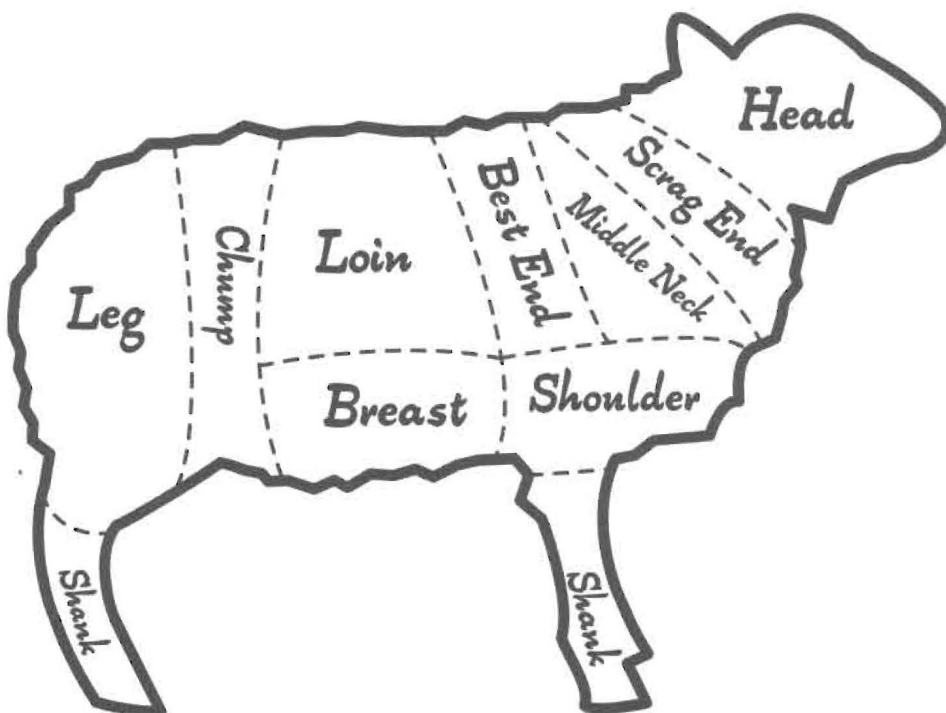 Head
Scrag End
Middle Neck
Best End
Loin
Chump
Leg
Breast
Shoulder
Shank
Shank